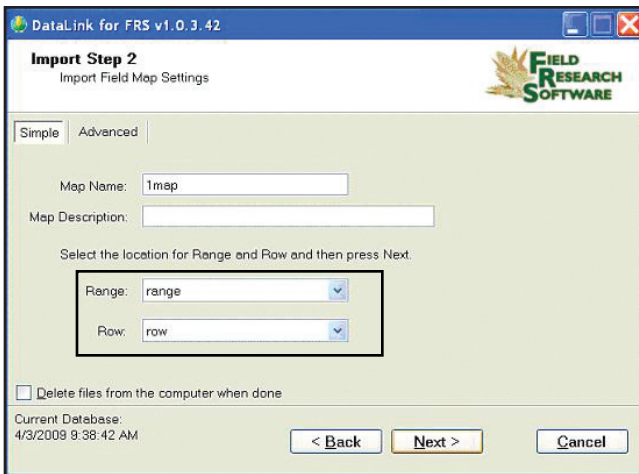 DataLink for FRS v1.0.3.42
Import Step 2
Import Field Map Settings
FIELD
RESEARCH
SOFTWARE
Simple Advanced
Map Name: 1map
Map Description:
Select the location for Range and Row and then press Next.
Range: range
Row: row
Delete files from the computer when done
Current Database:
4/3/2009 9:38:42 AM
< Back Next > Cancel